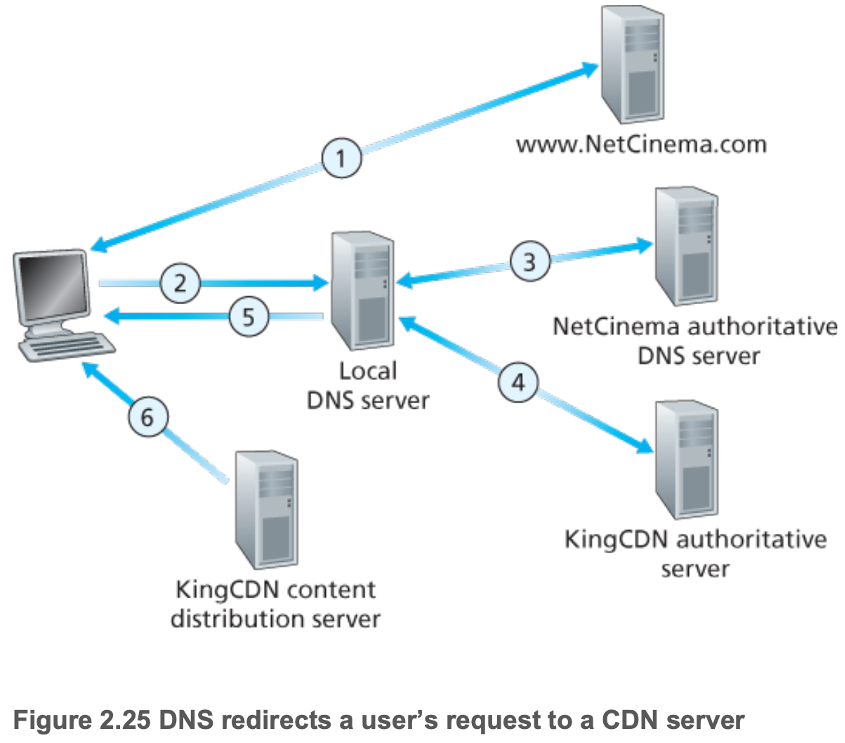 www.NetCinema.com
1
2
3
5
NetCinema authoritative
DNS server
Local
DNS server
4
6
KingCDN authoritative
server
KingCDN content
distribution server
Figure 2.25 DNS redirects a user’s request to a CDN server